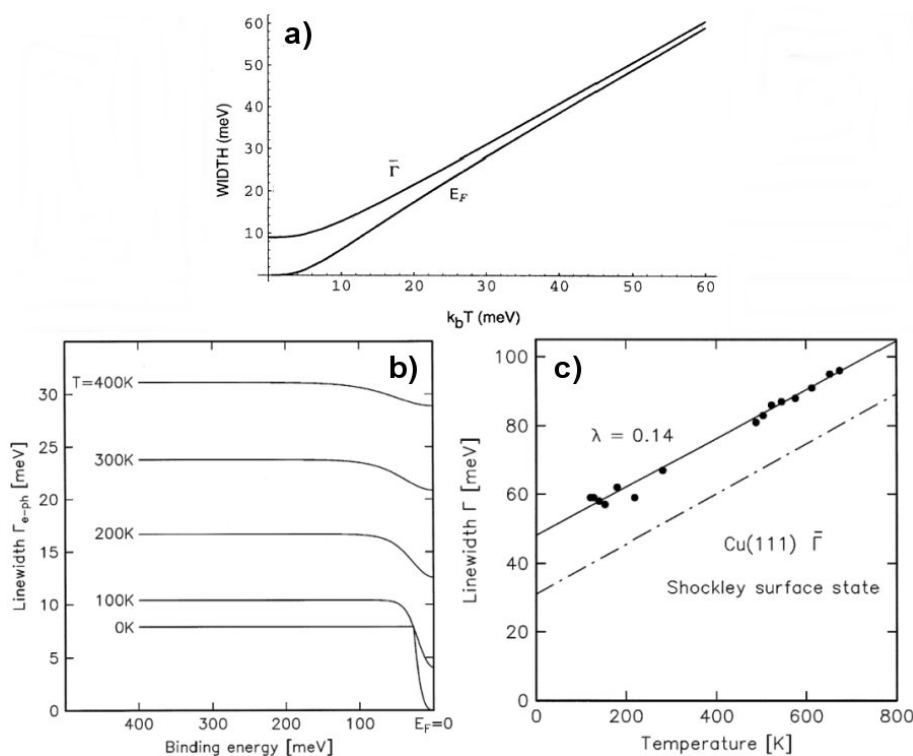 a)
60
50
40
30
20
10
WIDTH (meV)
Γ̄
E_F
10 20 30 40 50 60
k_bT (meV)
b)
30
25
20
15
10
5
0
Linewidth Γ_e-ph [meV]
T=400K
300K
200K
100K
0K
400 300 200 100 E_F=0
Binding energy [meV]
c)
100
80
60
40
20
0
Linewidth Γ [meV]
λ = 0.14
Cu(111) Γ̄
Shockley surface state
0 200 400 600 800
Temperature [K]